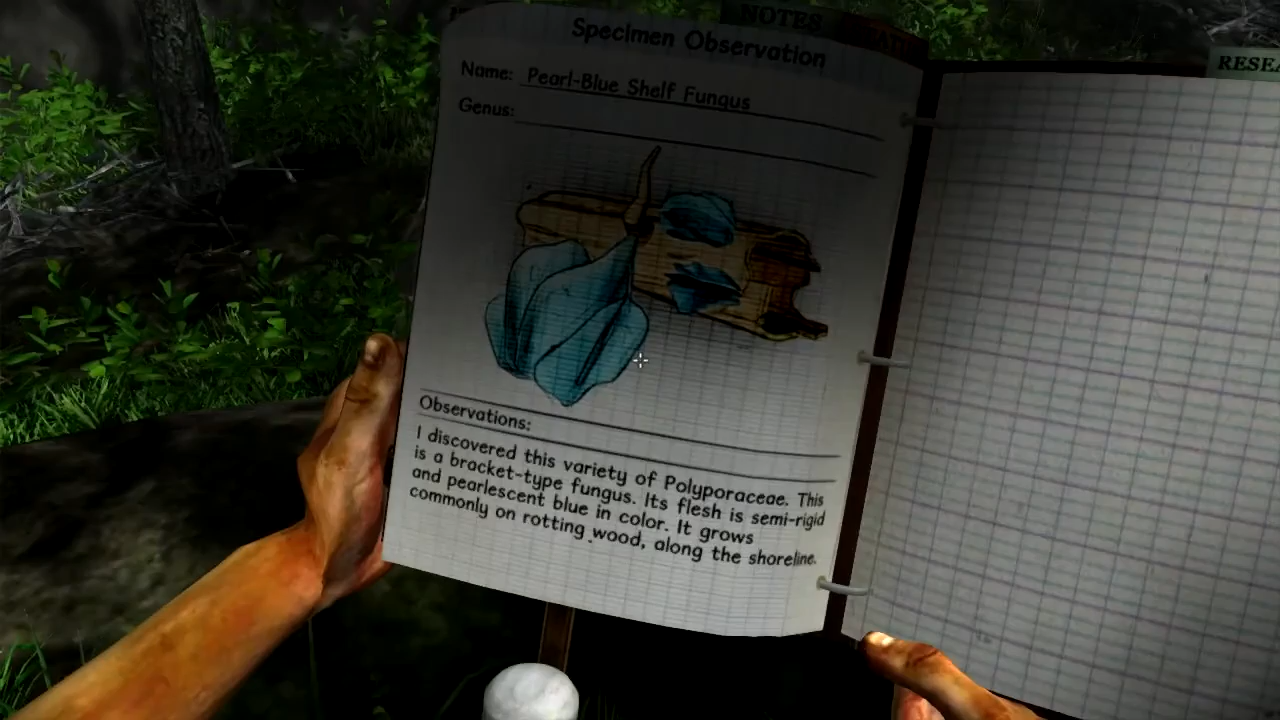 NOTES
RESEA
Specimen Observation
Name: Pearl-Blue Shelf Fungus
Genus:
Observations:
I discovered this variety of Polyporaceae. This
is a bracket-type fungus. Its flesh is semi-rigid
and pearlescent blue in color. It grows
commonly on rotting wood, along the shoreline.